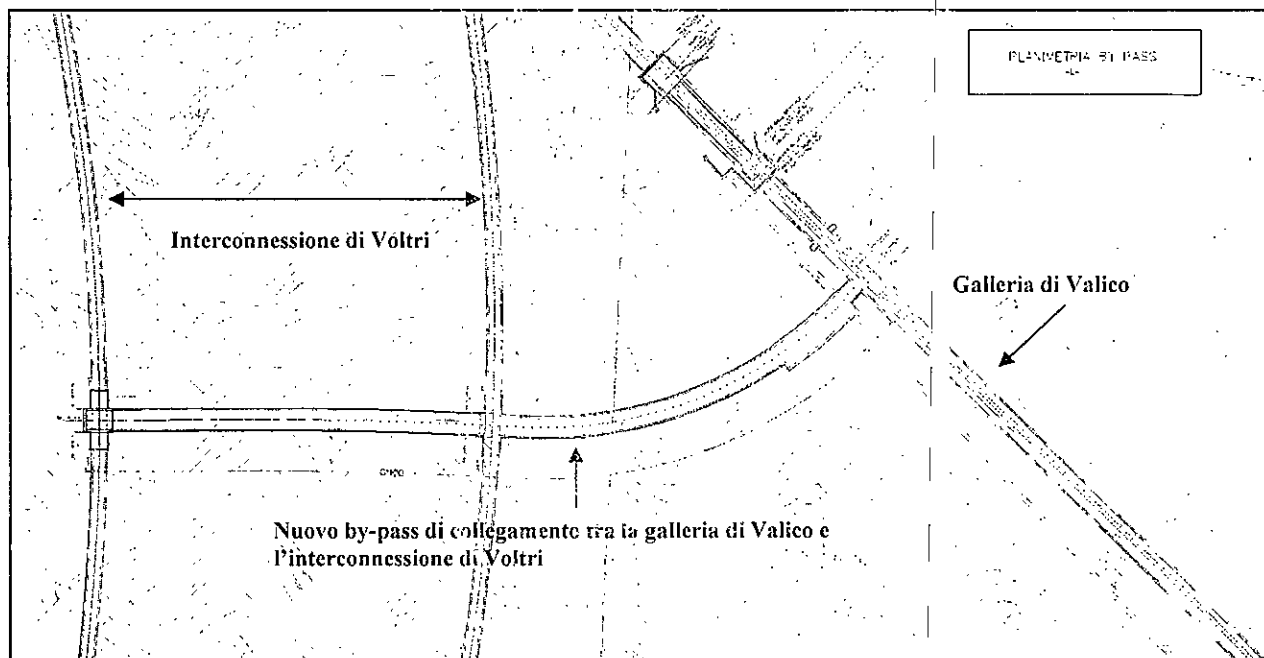 PLANIMETRIA BY PASS
Interconnessione di Voltri
Galleria di Valico
Nuovo by-pass di collegamento tra la galleria di Valico e
l'interconnessione di Voltri